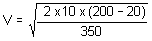 V = √(2 x 10 x (200 – 20) / 350)